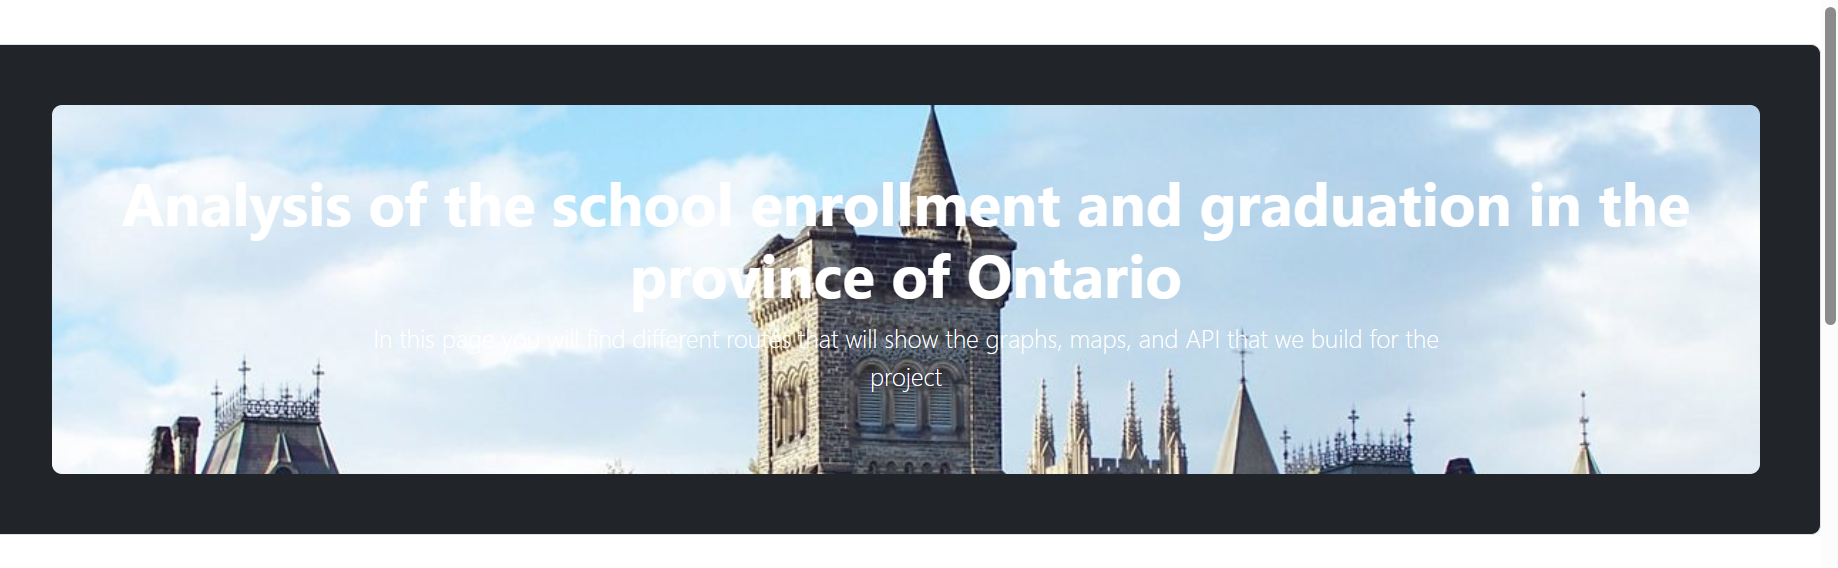 Analysis of the school enrollment and graduation in the
province of Ontario
In this page you will find different routes that will show the graphs, maps, and API that we build for the
project